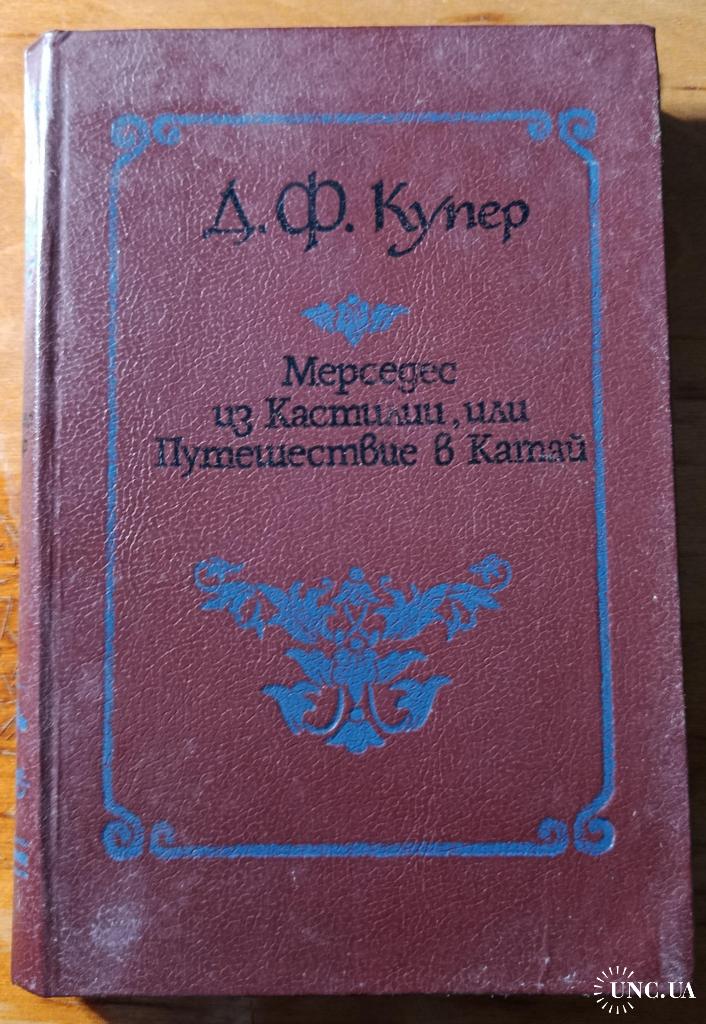 Д. Ф. Купер
Мерседес
из Кастилии, или
Путешествие в Катай
UNC.UA